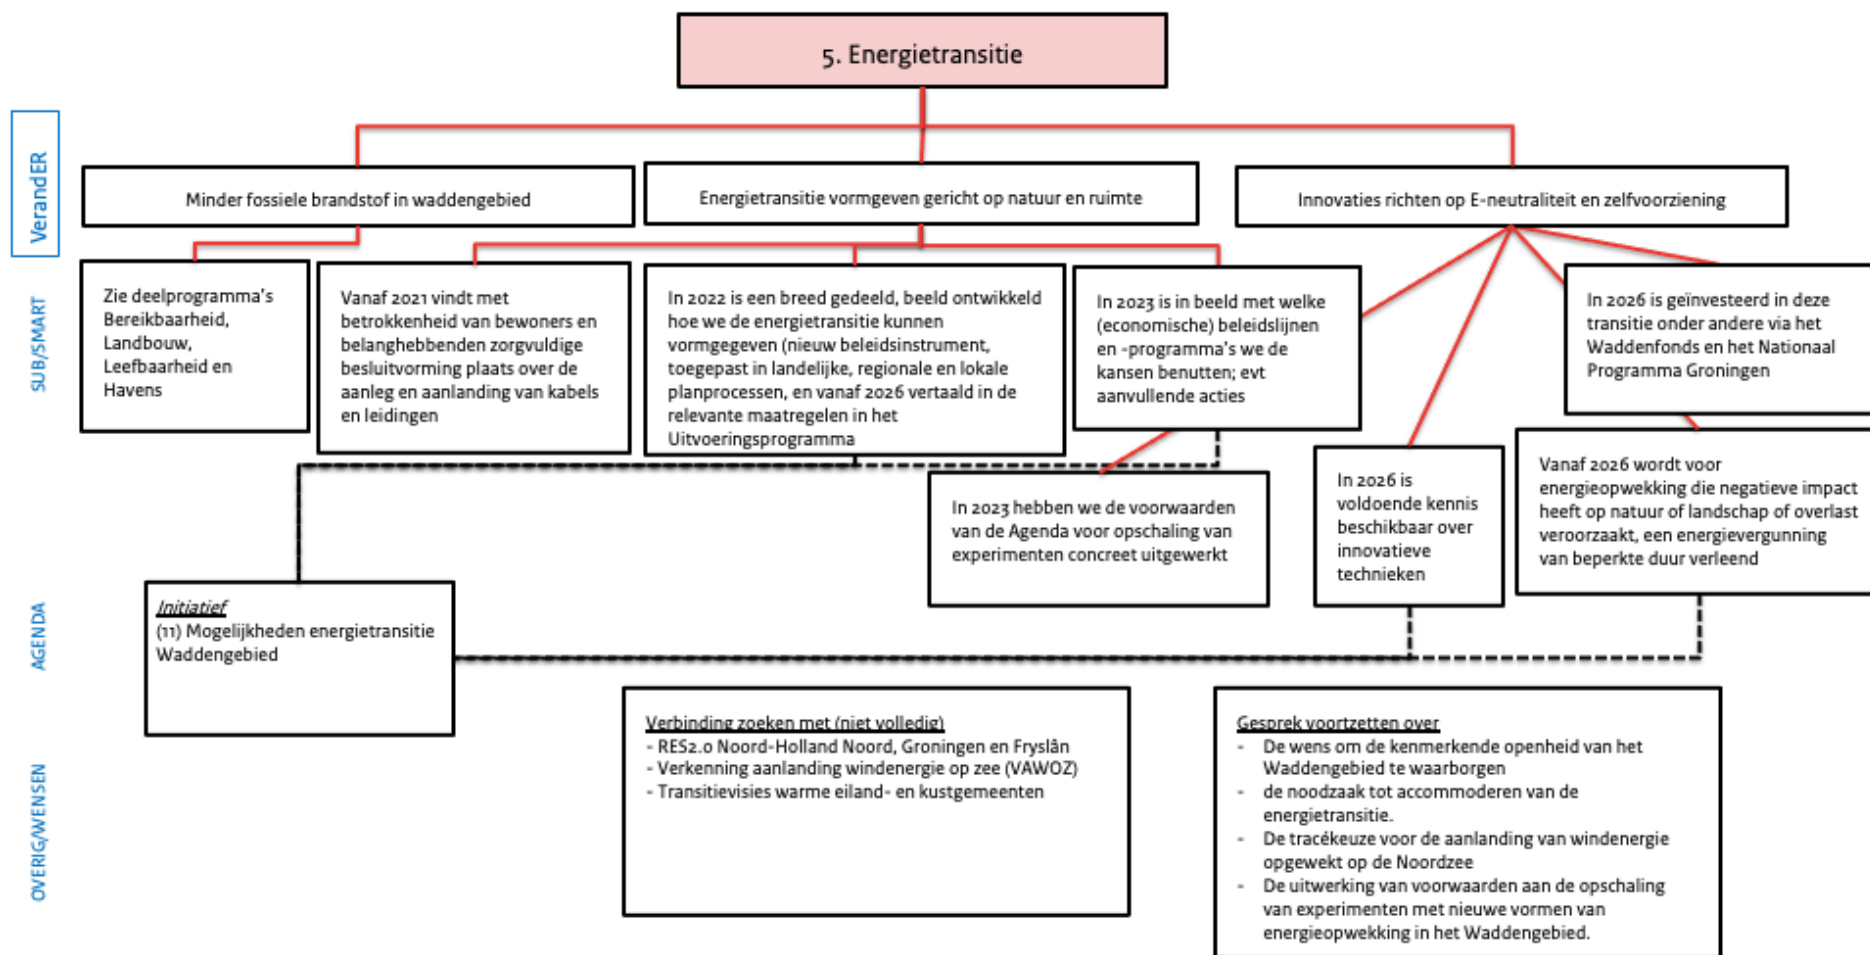 5. Energietransitie
VerandER
Minder fossiele brandstof in waddengebied
Energietransitie vormgeven gericht op natuur en ruimte
Innovaties richten op E-neutraliteit en zelfvoorziening
SUB/SMART
Zie deelprogramma's
Bereikbaarheid,
Landbouw,
Leefbaarheid en
Havens
Vanaf 2021 vindt met
betrokkenheid van bewoners en
belanghebbenden zorgvuldige
besluitvorming plaats over de
aanleg en aanlanding van kabels
en leidingen
In 2022 is een breed gedeeld, beeld ontwikkeld
hoe we de energietransitie kunnen
vormgegeven (nieuw beleidsinstrument,
toegepast in landelijke, regionale en lokale
planprocessen, en vanaf 2026 vertaald in de
relevante maatregelen in het
Uitvoeringsprogramma
In 2023 is in beeld met welke
(economische) beleidslijnen
en -programma's we de
kansen benutten; evt
aanvullende acties
In 2026 is geïnvesteerd in deze
transitie onder andere via het
Waddenfonds en het Nationaal
Programma Groningen
In 2023 hebben we de voorwaarden
van de Agenda voor opschaling van
experimenten concreet uitgewerkt
In 2026 is
voldoende kennis
beschikbaar over
innovatieve
technieken
Vanaf 2026 wordt voor
energieopwekking die negatieve impact
heeft op natuur of landschap of overlast
veroorzaakt, een energievergunning
van beperkte duur verleend
AGENDA
Initiatief
(11) Mogelijkheden energietransitie
Waddengebied
OVERIG/WENSEN
Verbinding zoeken met (niet volledig)
- RES2.0 Noord-Holland Noord, Groningen en Fryslân
- Verkenning aanlanding windenergie op zee (VAWOZ)
- Transitievisies warme eiland- en kustgemeenten
Gesprek voortzetten over
- De wens om de kenmerkende openheid van het
Waddengebied te waarborgen
- de noodzaak tot accommoderen van de
energietransitie.
- De tracékeuze voor de aanlanding van windenergie
opgewekt op de Noordzee
- De uitwerking van voorwaarden aan de opschaling
van experimenten met nieuwe vormen van
energieopwekking in het Waddengebied.